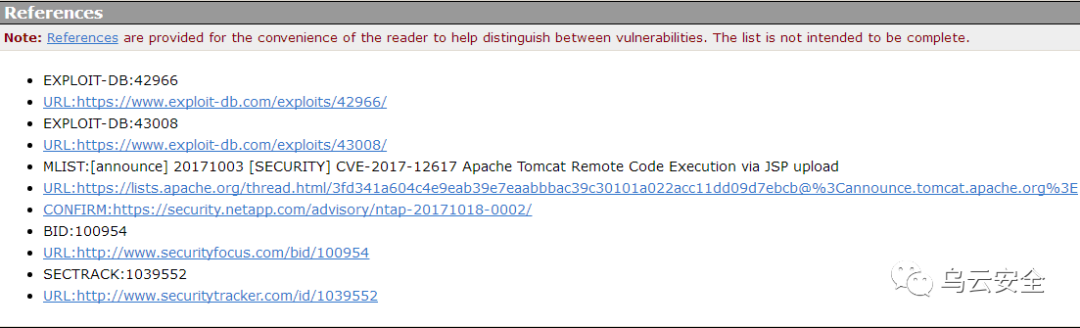 References
Note: References are provided for the convenience of the reader to help distinguish between vulnerabilities. The list is not intended to be complete.
EXPLOIT-DB:42966
URL:https://www.exploit-db.com/exploits/42966/
EXPLOIT-DB:43008
URL:https://www.exploit-db.com/exploits/43008/
MLIST:[announce] 20171003 [SECURITY] CVE-2017-12617 Apache Tomcat Remote Code Execution via JSP upload
URL:https://lists.apache.org/thread.html/3fd341a604c4e9eab39e7eaabbbac39c30101a022acc11dd09d7ebcb@%3Cannounce.tomcat.apache.org%3E
CONFIRM:https://security.netapp.com/advisory/ntap-20171018-0002/
BID:100954
URL:http://www.securityfocus.com/bid/100954
SECTRACK:1039552
URL:http://www.securitytracker.com/id/1039552
乌云安全